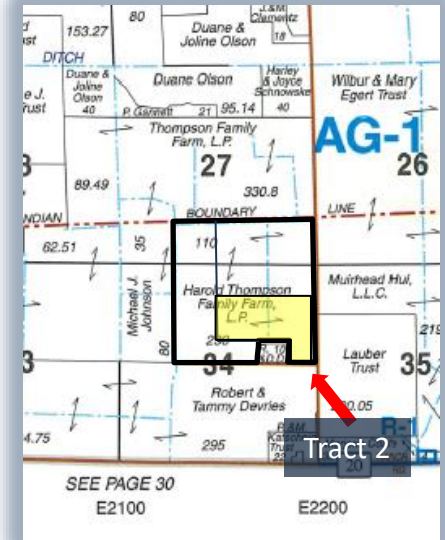 153.27
80
Duane &
Joline Olson
J.&M.
Clementz
18
DITCH
Duane &
Joline
Olson
40
Duane Olson
P. Gannett
21
95.14
Harley
& Joyce
Schnowske
40
Wilbur & Mary
Egert Trust
AG-1
Thompson Family
Farm, L.P.
27
26
89.49
330.8
BOUNDARY
LINE
62.51
35
110
Michael J.
Johnson
80
Harold Thompson
Family Farm,
L.P.
Muirhead Hui,
L.L.C.
34
Lauber
Trust
35
Robert &
Tammy Devries
295
4.75
R-1
Tract 2
20
SEE PAGE 30
E2100
E2200